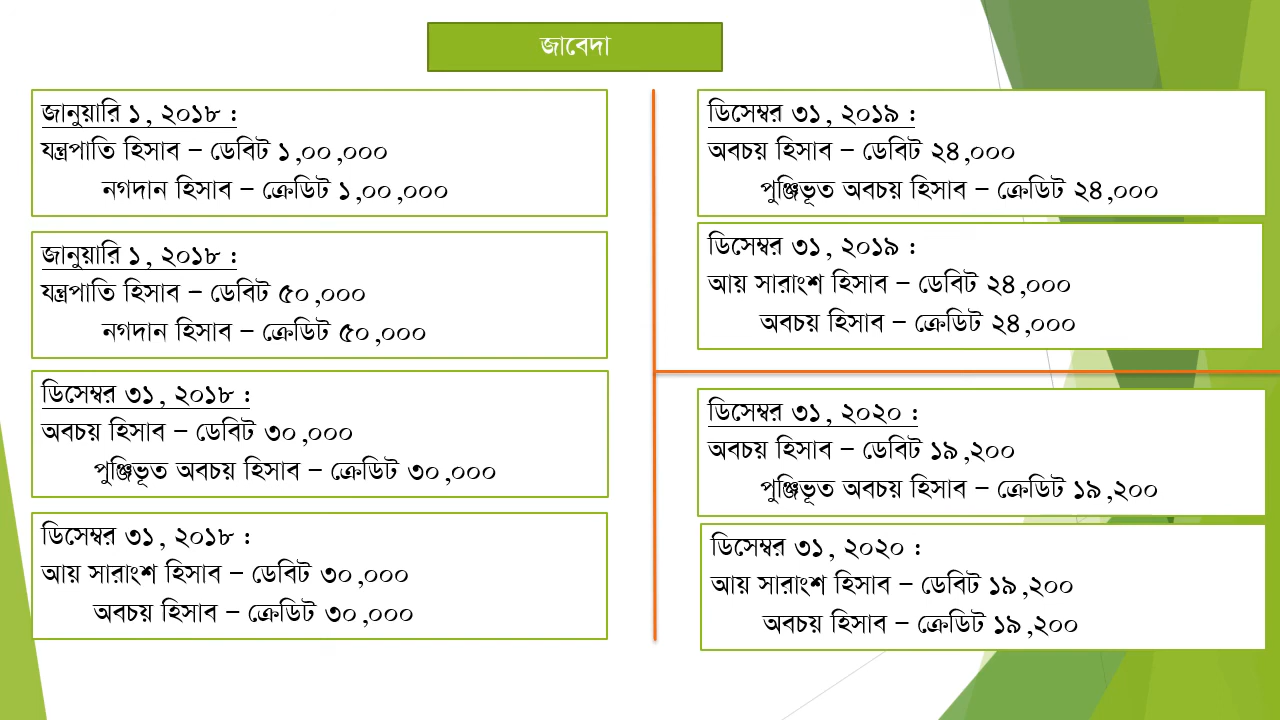 জাবেদা
জানুয়ারি ১, ২০১৮ :
যন্ত্রপাতি হিসাব – ডেবিট ১,০০,০০০
নগদান হিসাব – ক্রেডিট ১,০০,০০০
জানুয়ারি ১, ২০১৮ :
যন্ত্রপাতি হিসাব – ডেবিট ৫০,০০০
নগদান হিসাব – ক্রেডিট ৫০,০০০
ডিসেম্বর ৩১, ২০১৮ :
অবচয় হিসাব – ডেবিট ৩০,০০০
পুঞ্জিভূত অবচয় হিসাব – ক্রেডিট ৩০,০০০
ডিসেম্বর ৩১, ২০১৮ :
আয় সারাংশ হিসাব – ডেবিট ৩০,০০০
অবচয় হিসাব – ক্রেডিট ৩০,০০০
ডিসেম্বর ৩১, ২০১৯ :
অবচয় হিসাব – ডেবিট ২৪,০০০
পুঞ্জিভূত অবচয় হিসাব – ক্রেডিট ২৪,০০০
ডিসেম্বর ৩১, ২০১৯ :
আয় সারাংশ হিসাব – ডেবিট ২৪,০০০
অবচয় হিসাব – ক্রেডিট ২৪,০০০
ডিসেম্বর ৩১, ২০২০ :
অবচয় হিসাব – ডেবিট ১৯,২০০
পুঞ্জিভূত অবচয় হিসাব – ক্রেডিট ১৯,২০০
ডিসেম্বর ৩১, ২০২০ :
আয় সারাংশ হিসাব – ডেবিট ১৯,২০০
অবচয় হিসাব – ক্রেডিট ১৯,২০০